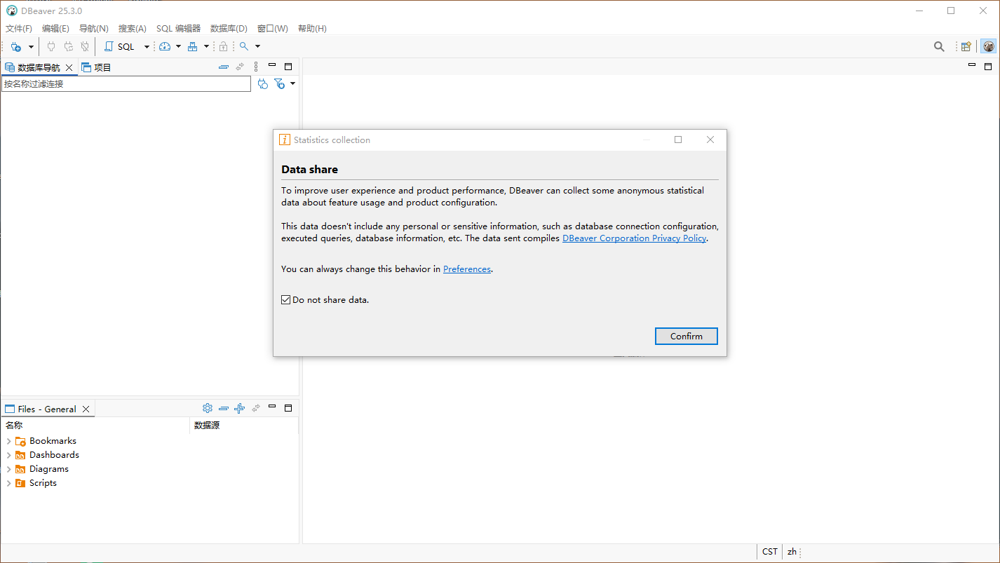 DBeaver 25.3.0
文件(F) 编辑(E) 导航(N) 搜索(A) SQL 编辑器 数据库(D) 窗口(W) 帮助(H)
SQL
数据库导航 项目
按名称过滤连接
Statistics collection
Data share
To improve user experience and product performance, DBeaver can collect some anonymous statistical
data about feature usage and product configuration.
This data doesn't include any personal or sensitive information, such as database connection configuration,
executed queries, database information, etc. The data sent compiles DBeaver Corporation Privacy Policy.
You can always change this behavior in Preferences.
Do not share data.
Confirm
Files - General
名称 数据源
Bookmarks
Dashboards
Diagrams
Scripts
CST zh